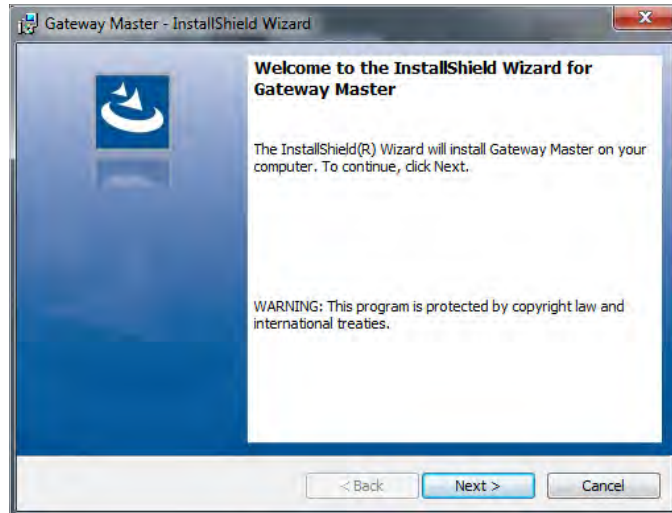 Gateway Master - InstallShield Wizard
Welcome to the InstallShield Wizard for
Gateway Master
The InstallShield(R) Wizard will install Gateway Master on your
computer. To continue, click Next.
WARNING: This program is protected by copyright law and
international treaties.
< Back Next > Cancel